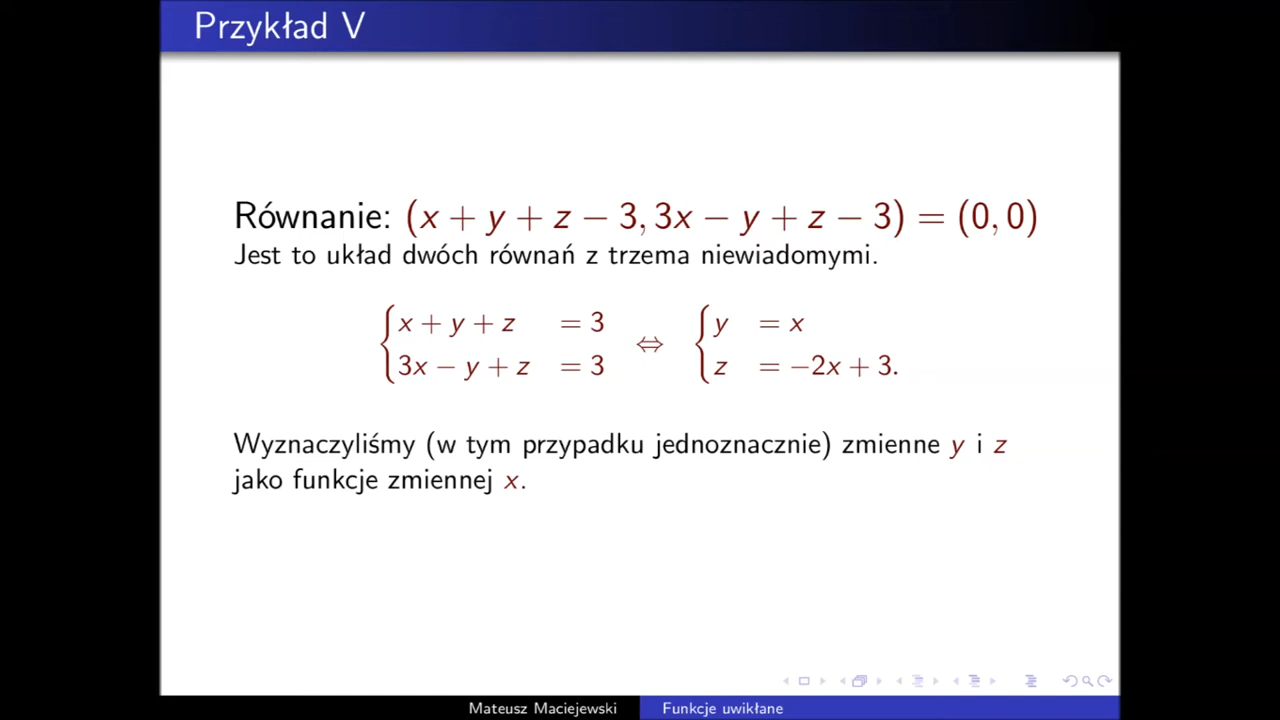 Przykład V
Równanie: (x + y + z − 3, 3x − y + z − 3) = (0, 0)
Jest to układ dwóch równań z trzema niewiadomymi.
{ x + y + z = 3 ⇔ { y = x
3x − y + z = 3 z = −2x + 3.
Wyznaczyliśmy (w tym przypadku jednoznacznie) zmienne y i z
jako funkcje zmiennej x.
Mateusz Maciejewski Funkcje uwikłane